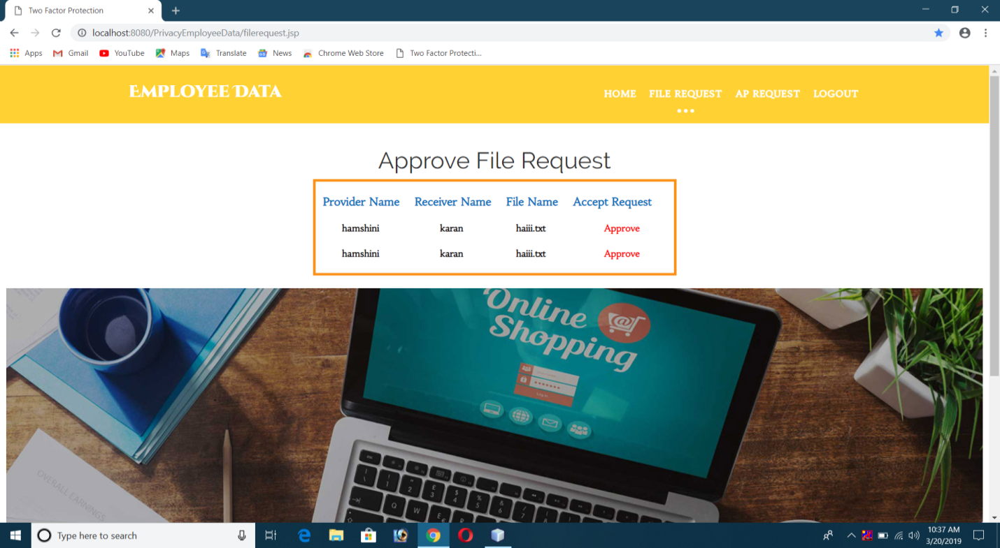 Two Factor Protection
localhost:8080/PrivacyEmployeeData/filerequest.jsp
Apps Gmail YouTube Maps Translate News Chrome Web Store Two Factor Protecti...
EMPLOYEE DATA
HOME FILE REQUEST AP REQUEST LOGOUT
Approve File Request
Provider Name Receiver Name File Name Accept Request
hamshini karan haiii.txt Approve
hamshini karan haiii.txt Approve
Online
Shopping
Log in
OVERALL EARNINGS
Type here to search
10:37 AM
3/20/2019